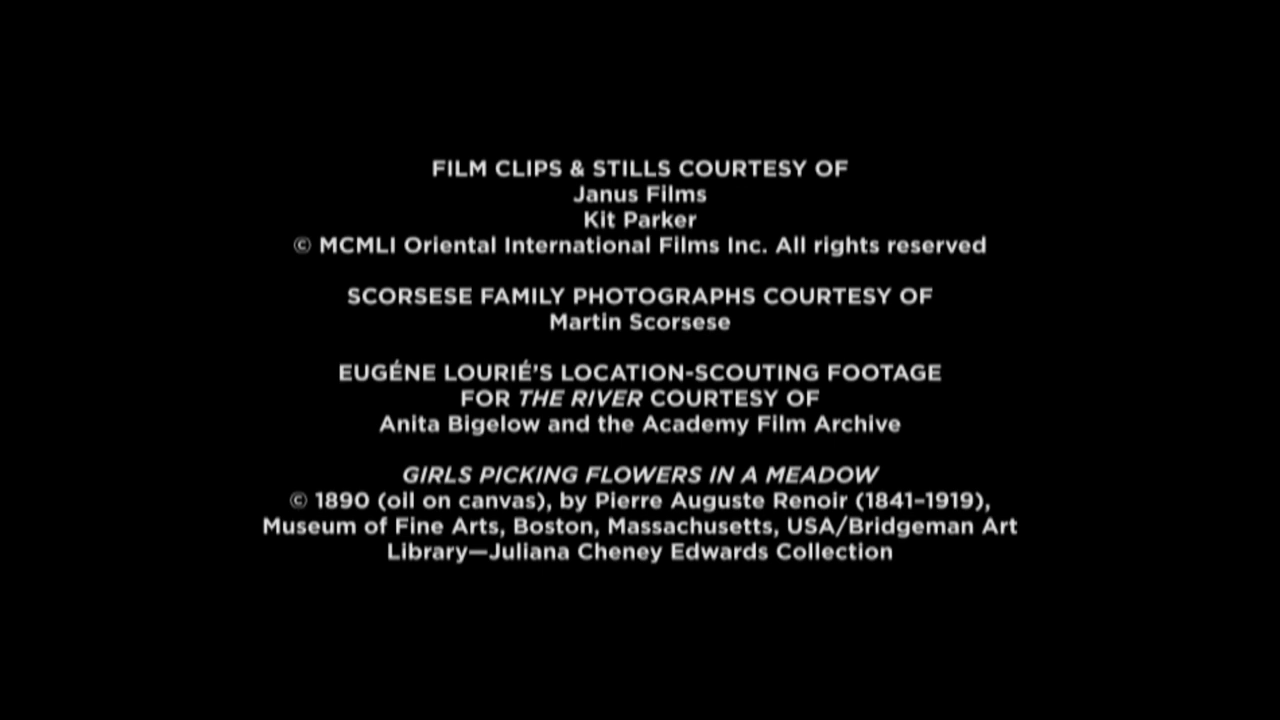 FILM CLIPS & STILLS COURTESY OF
Janus Films
Kit Parker
© MCMLI Oriental International Films Inc. All rights reserved
SCORSESE FAMILY PHOTOGRAPHS COURTESY OF
Martin Scorsese
EUGÉNE LOURIÉ’S LOCATION-SCOUTING FOOTAGE
FOR THE RIVER COURTESY OF
Anita Bigelow and the Academy Film Archive
GIRLS PICKING FLOWERS IN A MEADOW
© 1890 (oil on canvas), by Pierre Auguste Renoir (1841–1919),
Museum of Fine Arts, Boston, Massachusetts, USA/Bridgeman Art
Library—Juliana Cheney Edwards Collection